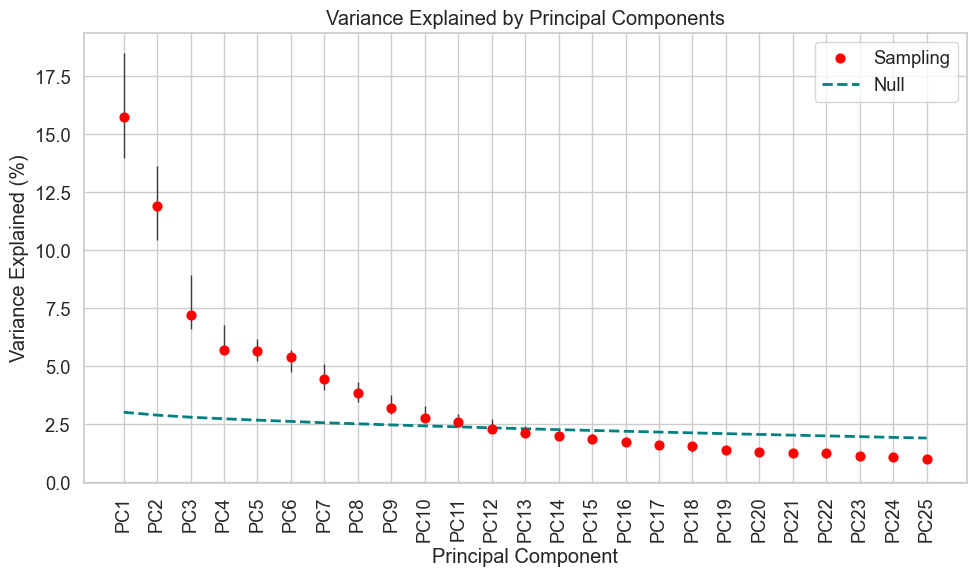 Variance Explained by Principal Components
Sampling
Null
Variance Explained (%)
17.5
15.0
12.5
10.0
7.5
5.0
2.5
0.0
PC1
PC2
PC3
PC4
PC5
PC6
PC7
PC8
PC9
PC10
PC11
PC12
PC13
PC14
PC15
PC16
PC17
PC18
PC19
PC20
PC21
PC22
PC23
PC24
PC25
Principal Component